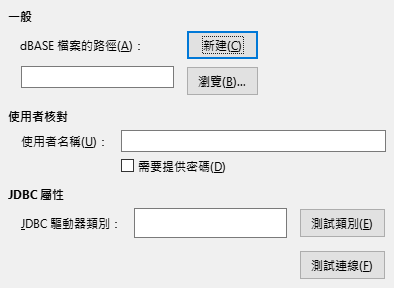 一般
dBASE 檔案的路徑(A)：
新建(C)
瀏覽(B)...
使用者核對
使用者名稱(U)：
需要提供密碼(D)
JDBC 屬性
JDBC 驅動器類別：
測試類別(E)
測試連線(F)